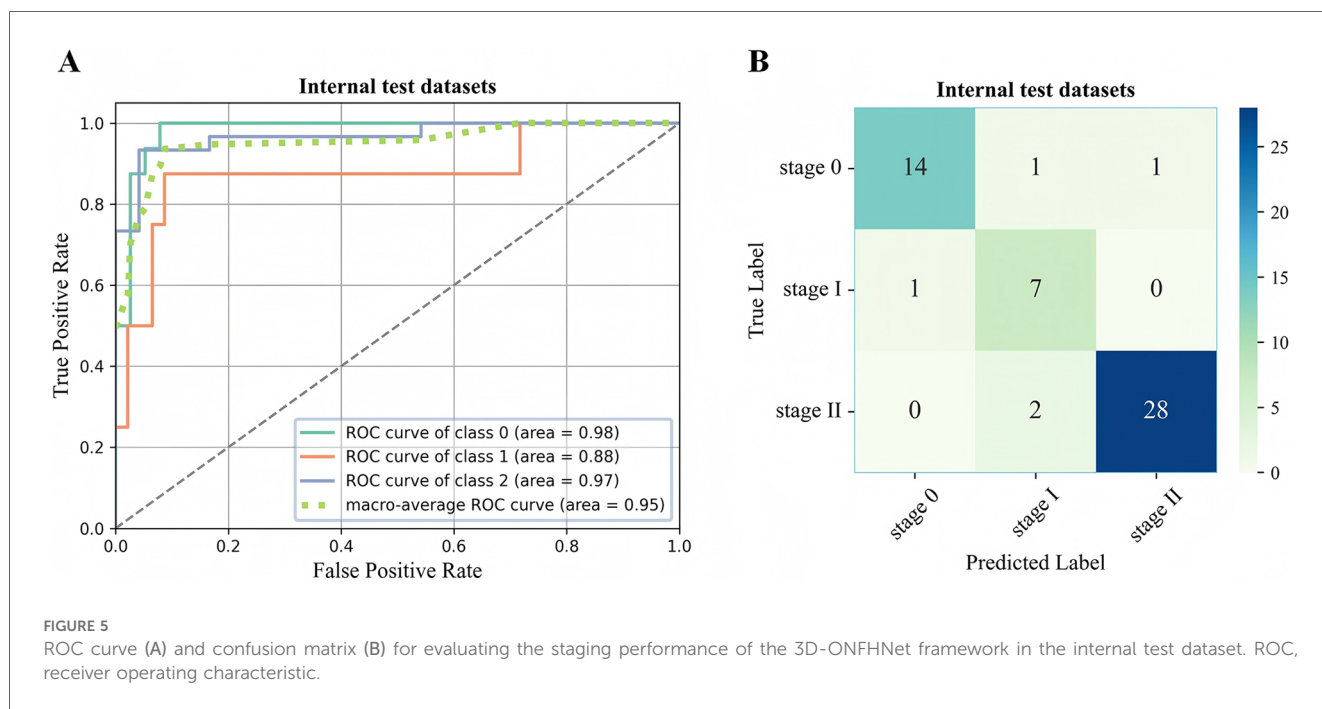 A
Internal test datasets
True Positive Rate
1.0
0.8
0.6
0.4
0.2
0.0
0.0 0.2 0.4 0.6 0.8 1.0
False Positive Rate
ROC curve of class 0 (area = 0.98)
ROC curve of class 1 (area = 0.88)
ROC curve of class 2 (area = 0.97)
macro-average ROC curve (area = 0.95)
B
Internal test datasets
True Label
stage 0 14 1 1
stage I 1 7 0
stage II 0 2 28
stage 0 stage I stage II
Predicted Label
25
20
15
10
5
0
FIGURE 5
ROC curve (A) and confusion matrix (B) for evaluating the staging performance of the 3D-ONFHNet framework in the internal test dataset. ROC,
receiver operating characteristic.